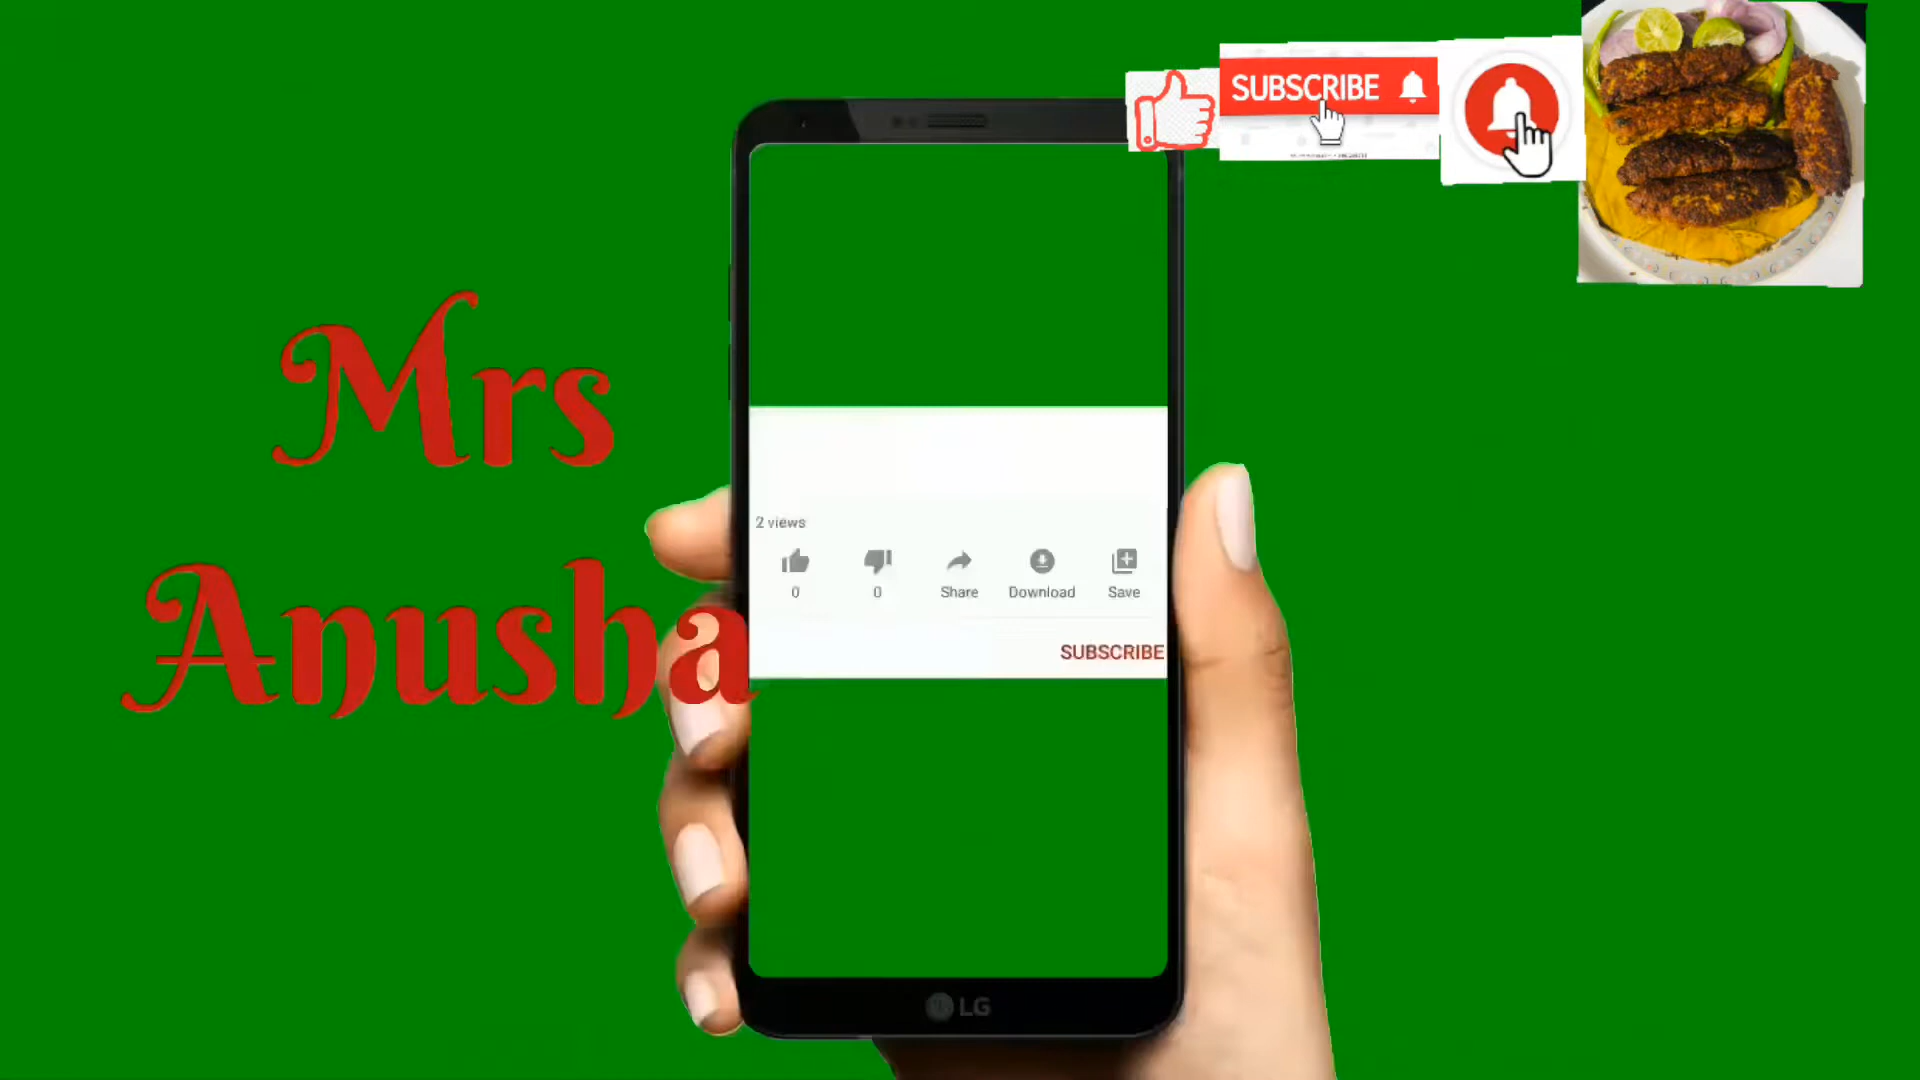 SUBSCRIBE
Mrs
Anusha
2 views
0 0 Share Download Save
SUBSCRIBE
LG